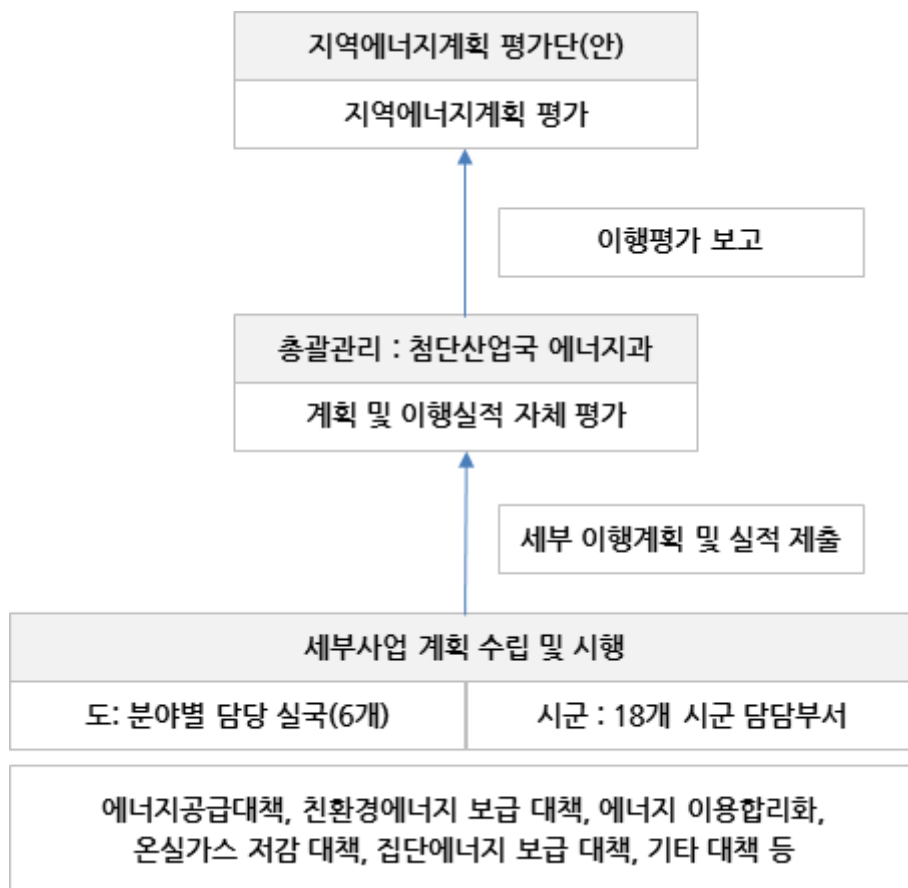 지역에너지계획 평가단(안)
지역에너지계획 평가
이행평가 보고
총괄관리 : 첨단산업국 에너지과
계획 및 이행실적 자체 평가
세부 이행계획 및 실적 제출
세부사업 계획 수립 및 시행
도: 분야별 담당 실국(6개)
시군 : 18개 시군 담담부서
에너지공급대책, 친환경에너지 보급 대책, 에너지 이용합리화,
온실가스 저감 대책, 집단에너지 보급 대책, 기타 대책 등